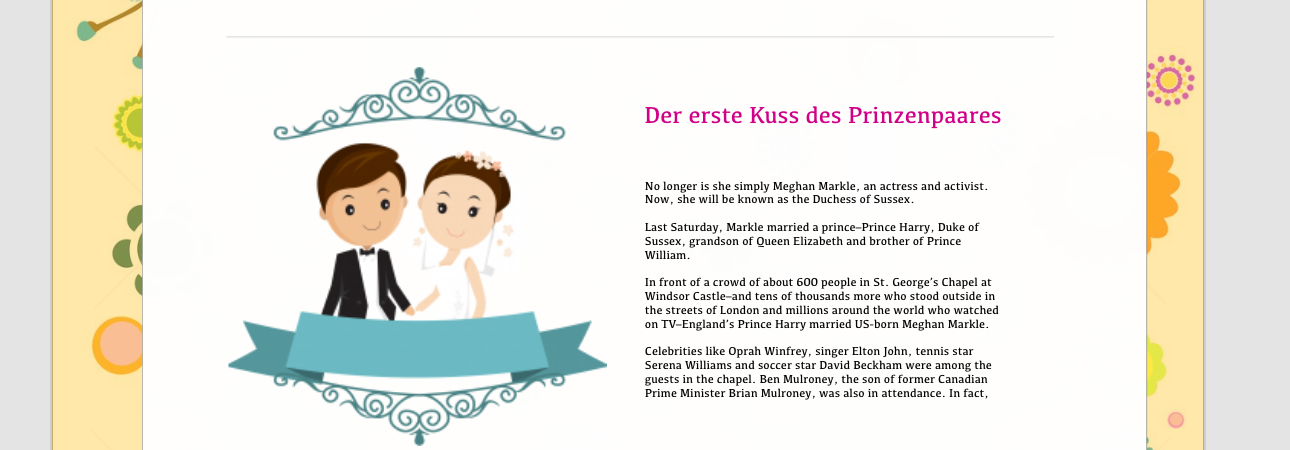 Der erste Kuss des Prinzenpaares
No longer is she simply Meghan Markle, an actress and activist.
Now, she will be known as the Duchess of Sussex.
Last Saturday, Markle married a prince–Prince Harry, Duke of
Sussex, grandson of Queen Elizabeth and brother of Prince
William.
In front of a crowd of about 600 people in St. George's Chapel at
Windsor Castle–and tens of thousands more who stood outside in
the streets of London and millions around the world who watched
on TV–England's Prince Harry married US-born Meghan Markle.
Celebrities like Oprah Winfrey, singer Elton John, tennis star
Serena Williams and soccer star David Beckham were among the
guests in the chapel. Ben Mulroney, the son of former Canadian
Prime Minister Brian Mulroney, was also in attendance. In fact,